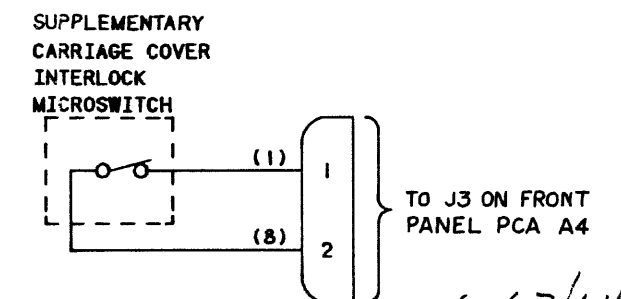 SUPPLEMENTARY
CARRIAGE COVER
INTERLOCK
MICROSWITCH
(1)
1
TO J3 ON FRONT
PANEL PCA A4
(8)
2